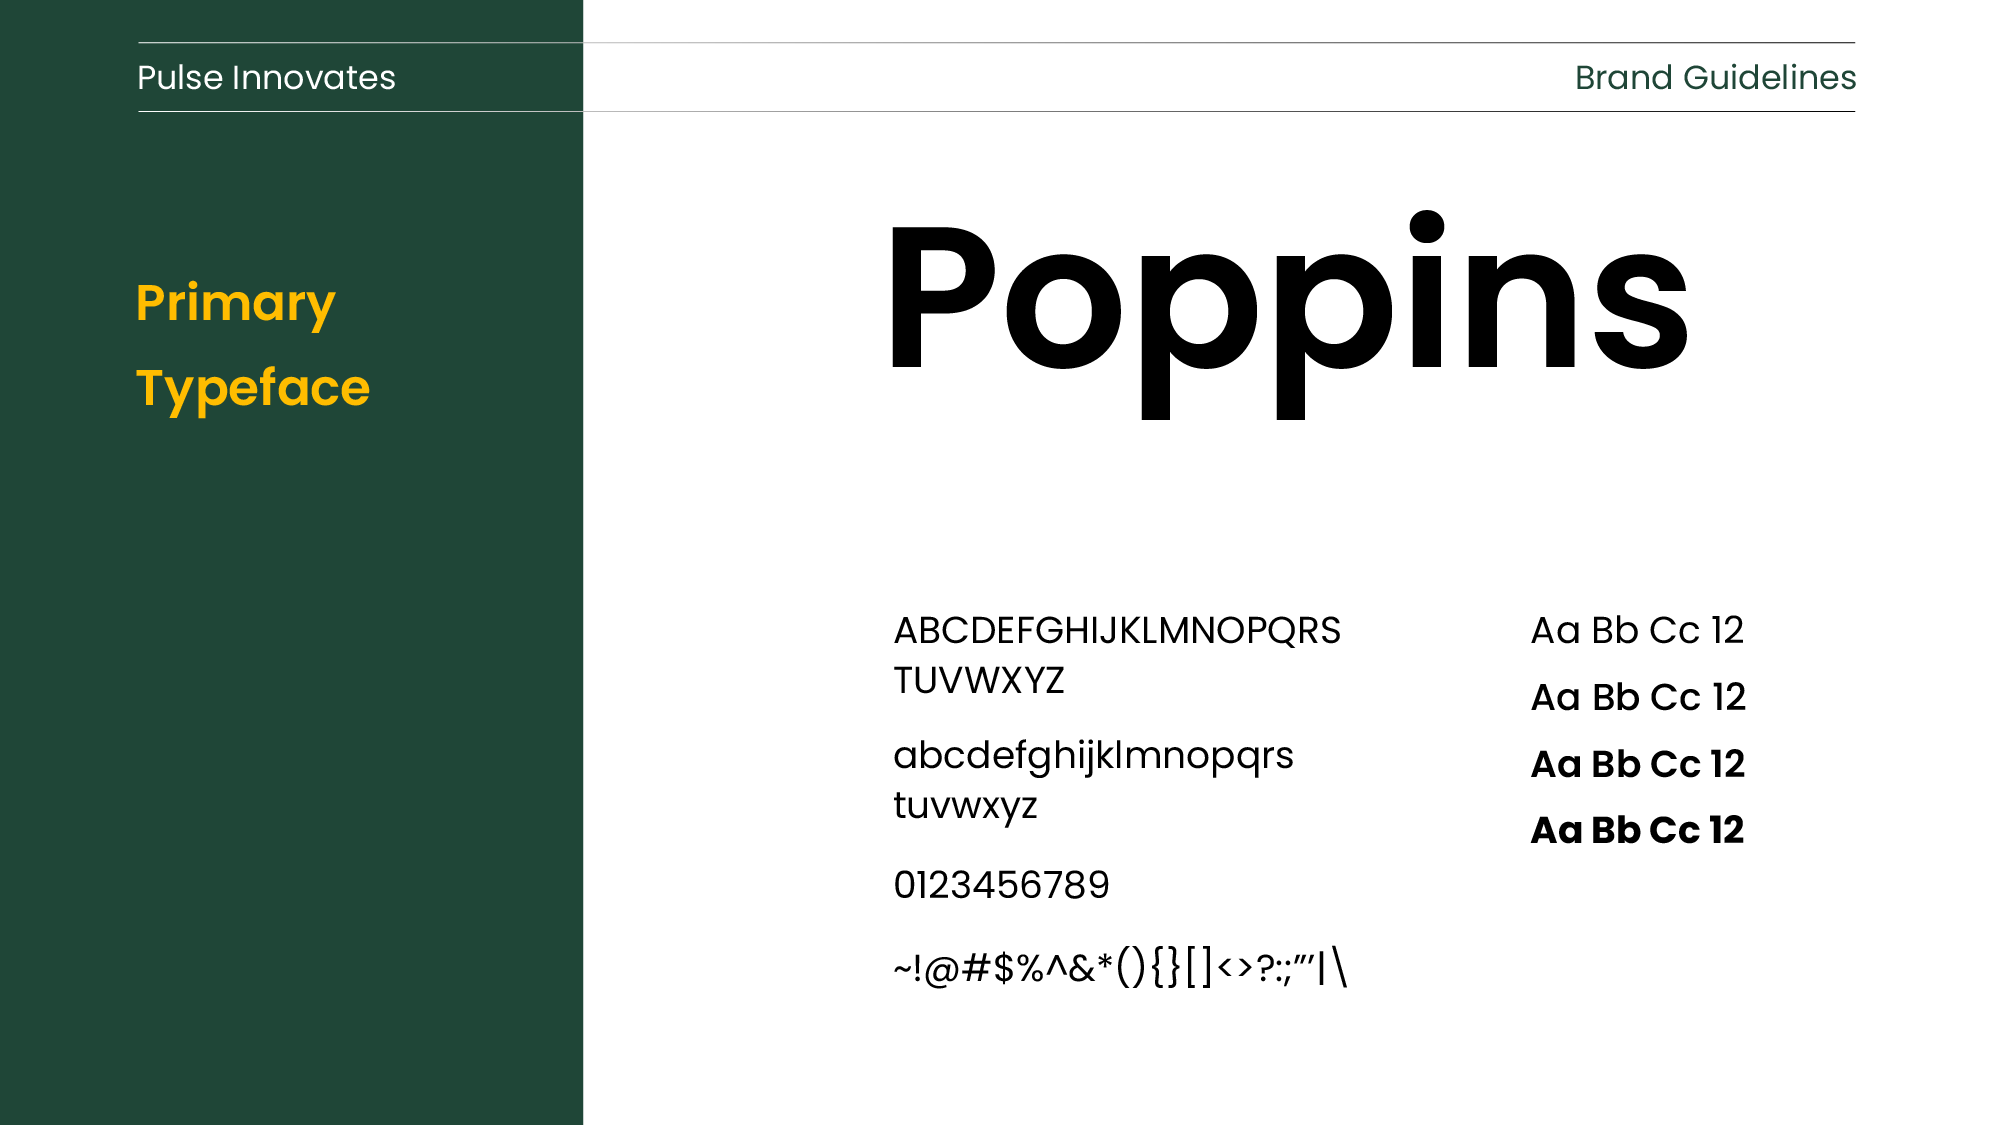 Pulse Innovates
Brand Guidelines
Primary
Typeface
Poppins
ABCDEFGHIJKLMNOPQRS
TUVWXYZ
abcdefghijklmnopqrs
tuvwxyz
0123456789
~!@#$%^&*(){}[]<>?:;”’|\
Aa Bb Cc 12
Aa Bb Cc 12
Aa Bb Cc 12
Aa Bb Cc 12